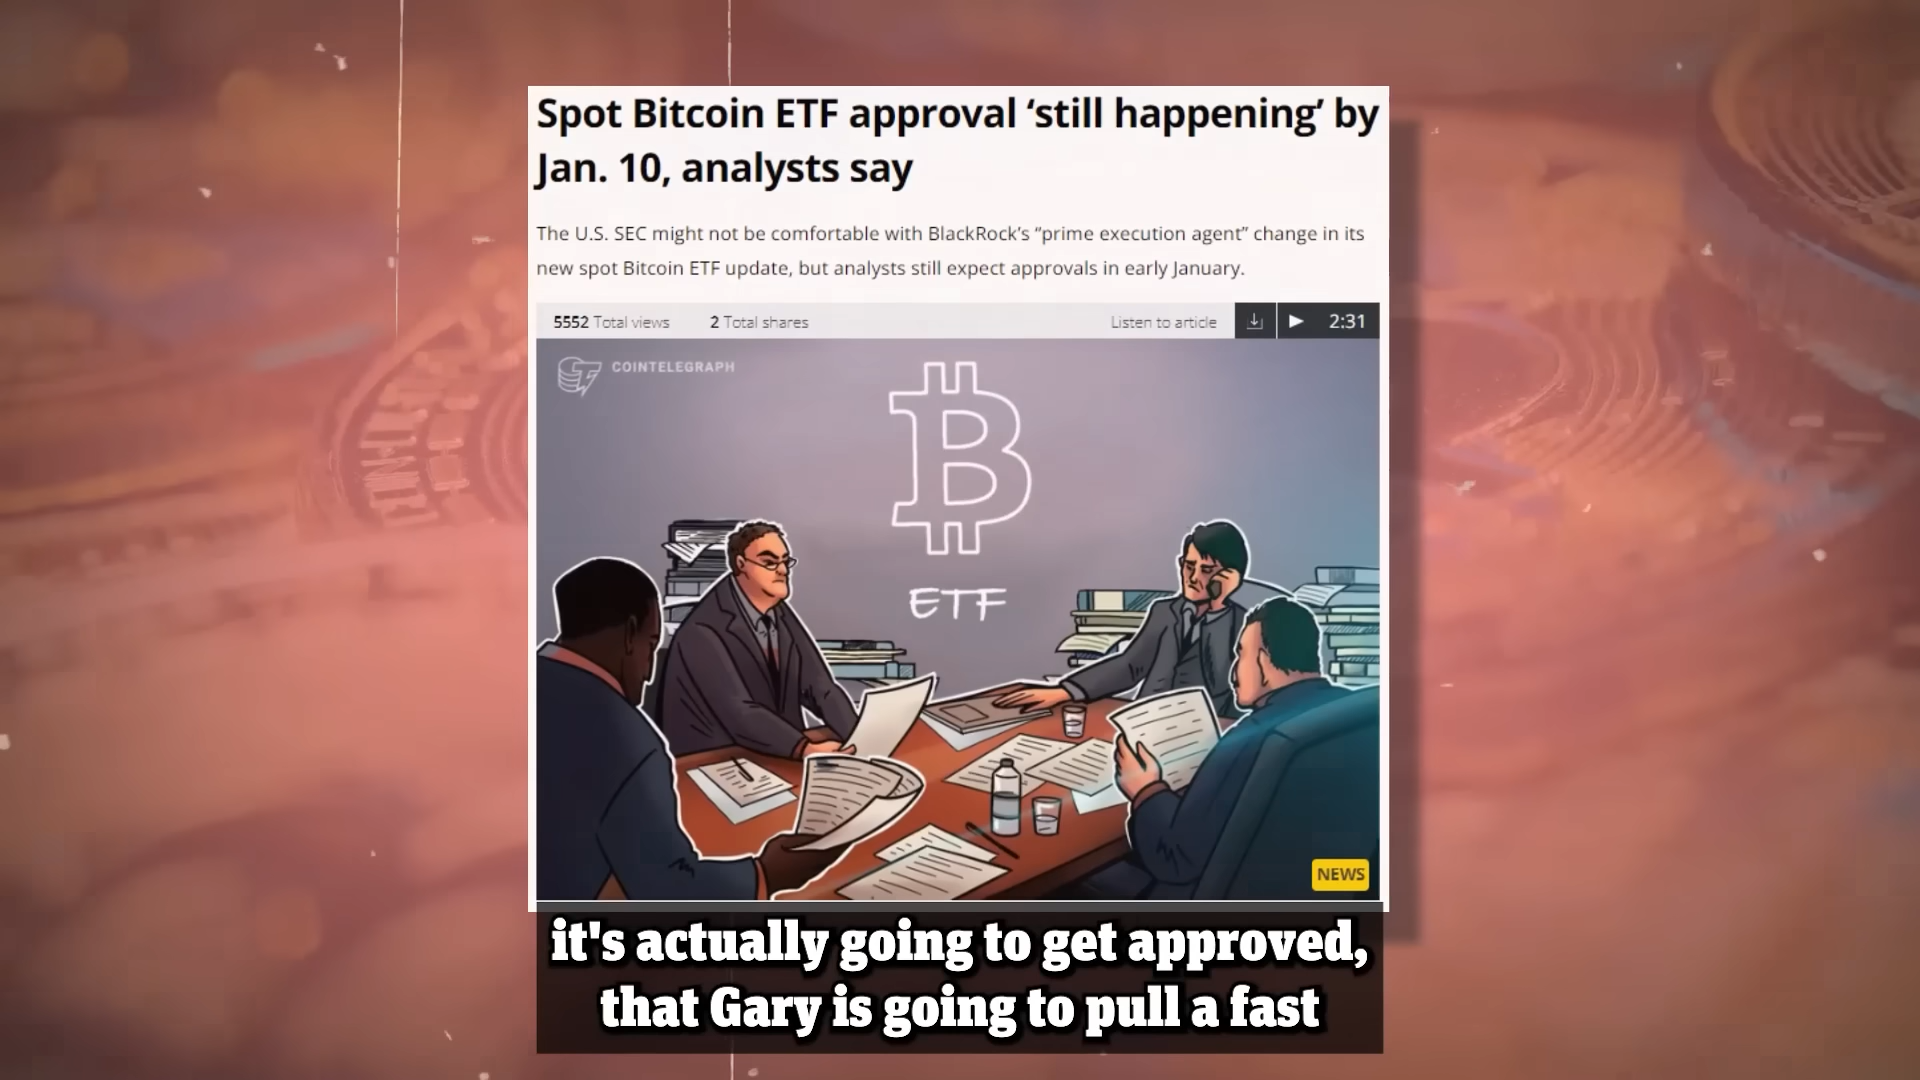 Spot Bitcoin ETF approval ‘still happening’ by
Jan. 10, analysts say
The U.S. SEC might not be comfortable with BlackRock’s “prime execution agent” change in its
new spot Bitcoin ETF update, but analysts still expect approvals in early January.
5552 Total views 2 Total shares Listen to article 2:31
COINTELEGRAPH
ETF
NEWS
it's actually going to get approved,
that Gary is going to pull a fast